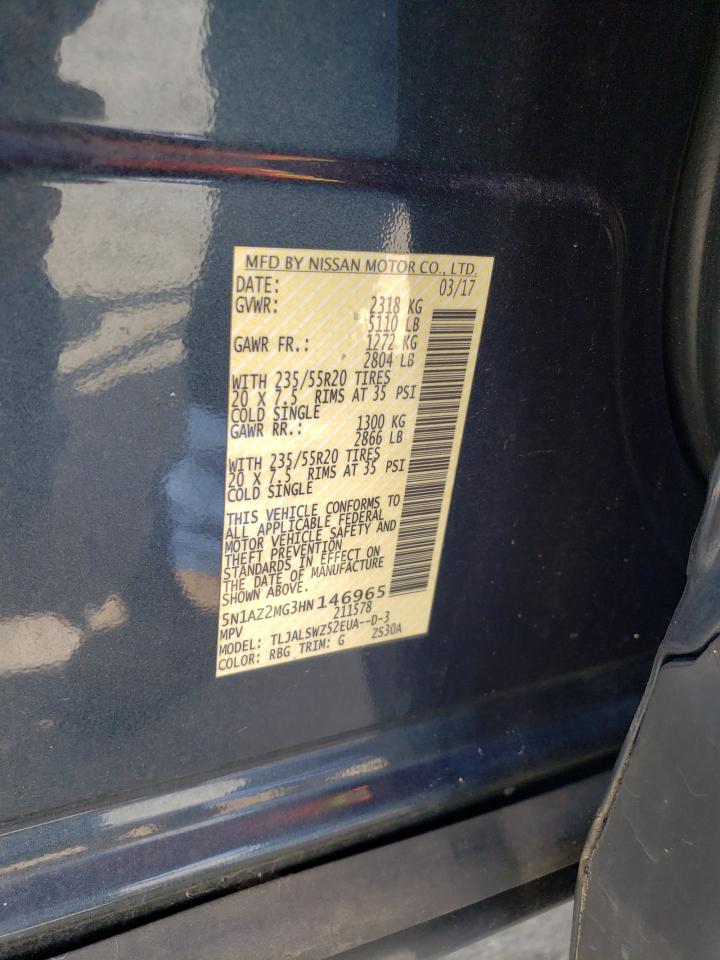 MFD BY NISSAN MOTOR CO., LTD.
DATE: 03/17
GVWR: 2318 KG
5110 LB
GAWR FR.: 1272 KG
2804 LB
WITH 235/55R20 TIRES
20 X 7.5 RIMS AT 35 PSI
COLD SINGLE
GAWR RR.: 1300 KG
2866 LB
WITH 235/55R20 TIRES
20 X 7.5 RIMS AT 35 PSI
COLD SINGLE
THIS VEHICLE CONFORMS TO
ALL APPLICABLE FEDERAL
MOTOR VEHICLE SAFETY AND
THEFT PREVENTION
STANDARDS IN EFFECT ON
THE DATE OF MANUFACTURE
SHOWN ABOVE.
5N1AZ2MG3HN146965
MPV 211578
MODEL: TLJALSWZ52EUA--D-3
COLOR: RBG TRIM: G ZS30A